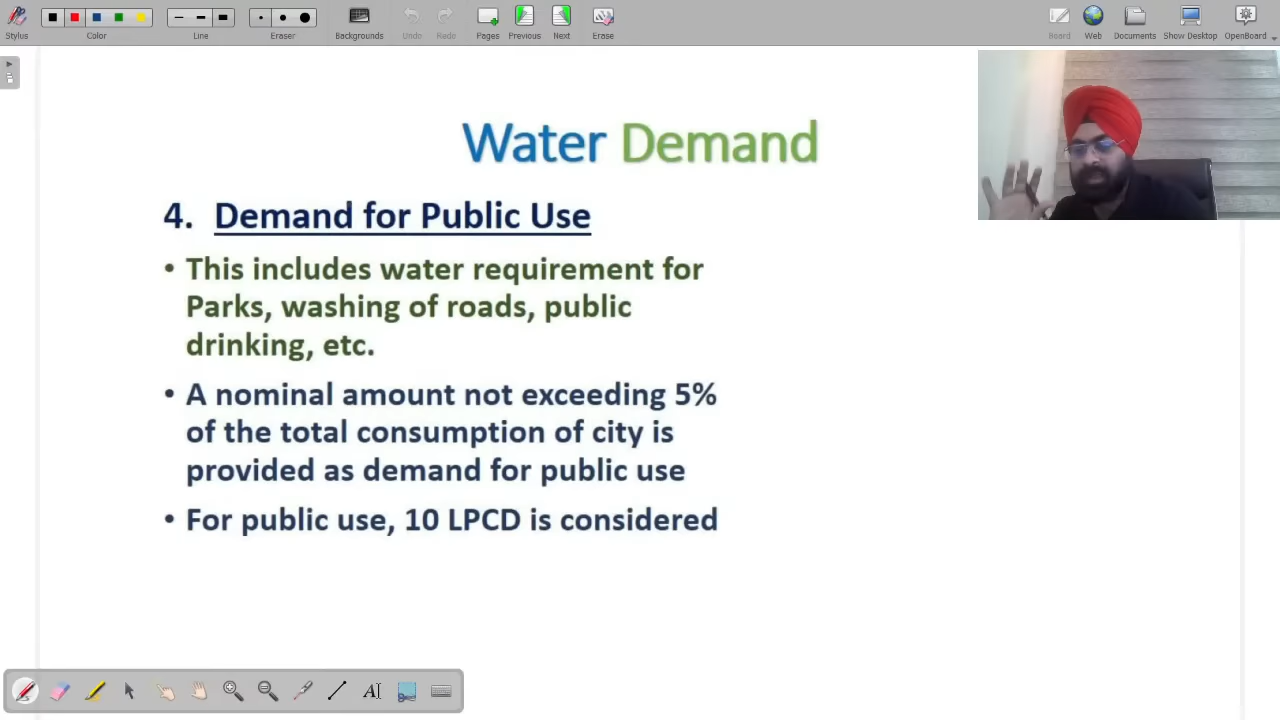 Stylus
Color
Line
Eraser
Backgrounds
Undo
Redo
Pages
Previous
Next
Erase
Board
Web
Documents
Show Desktop
OpenBoard
Water Demand
4. Demand for Public Use
• This includes water requirement for
Parks, washing of roads, public
drinking, etc.
• A nominal amount not exceeding 5%
of the total consumption of city is
provided as demand for public use
• For public use, 10 LPCD is considered